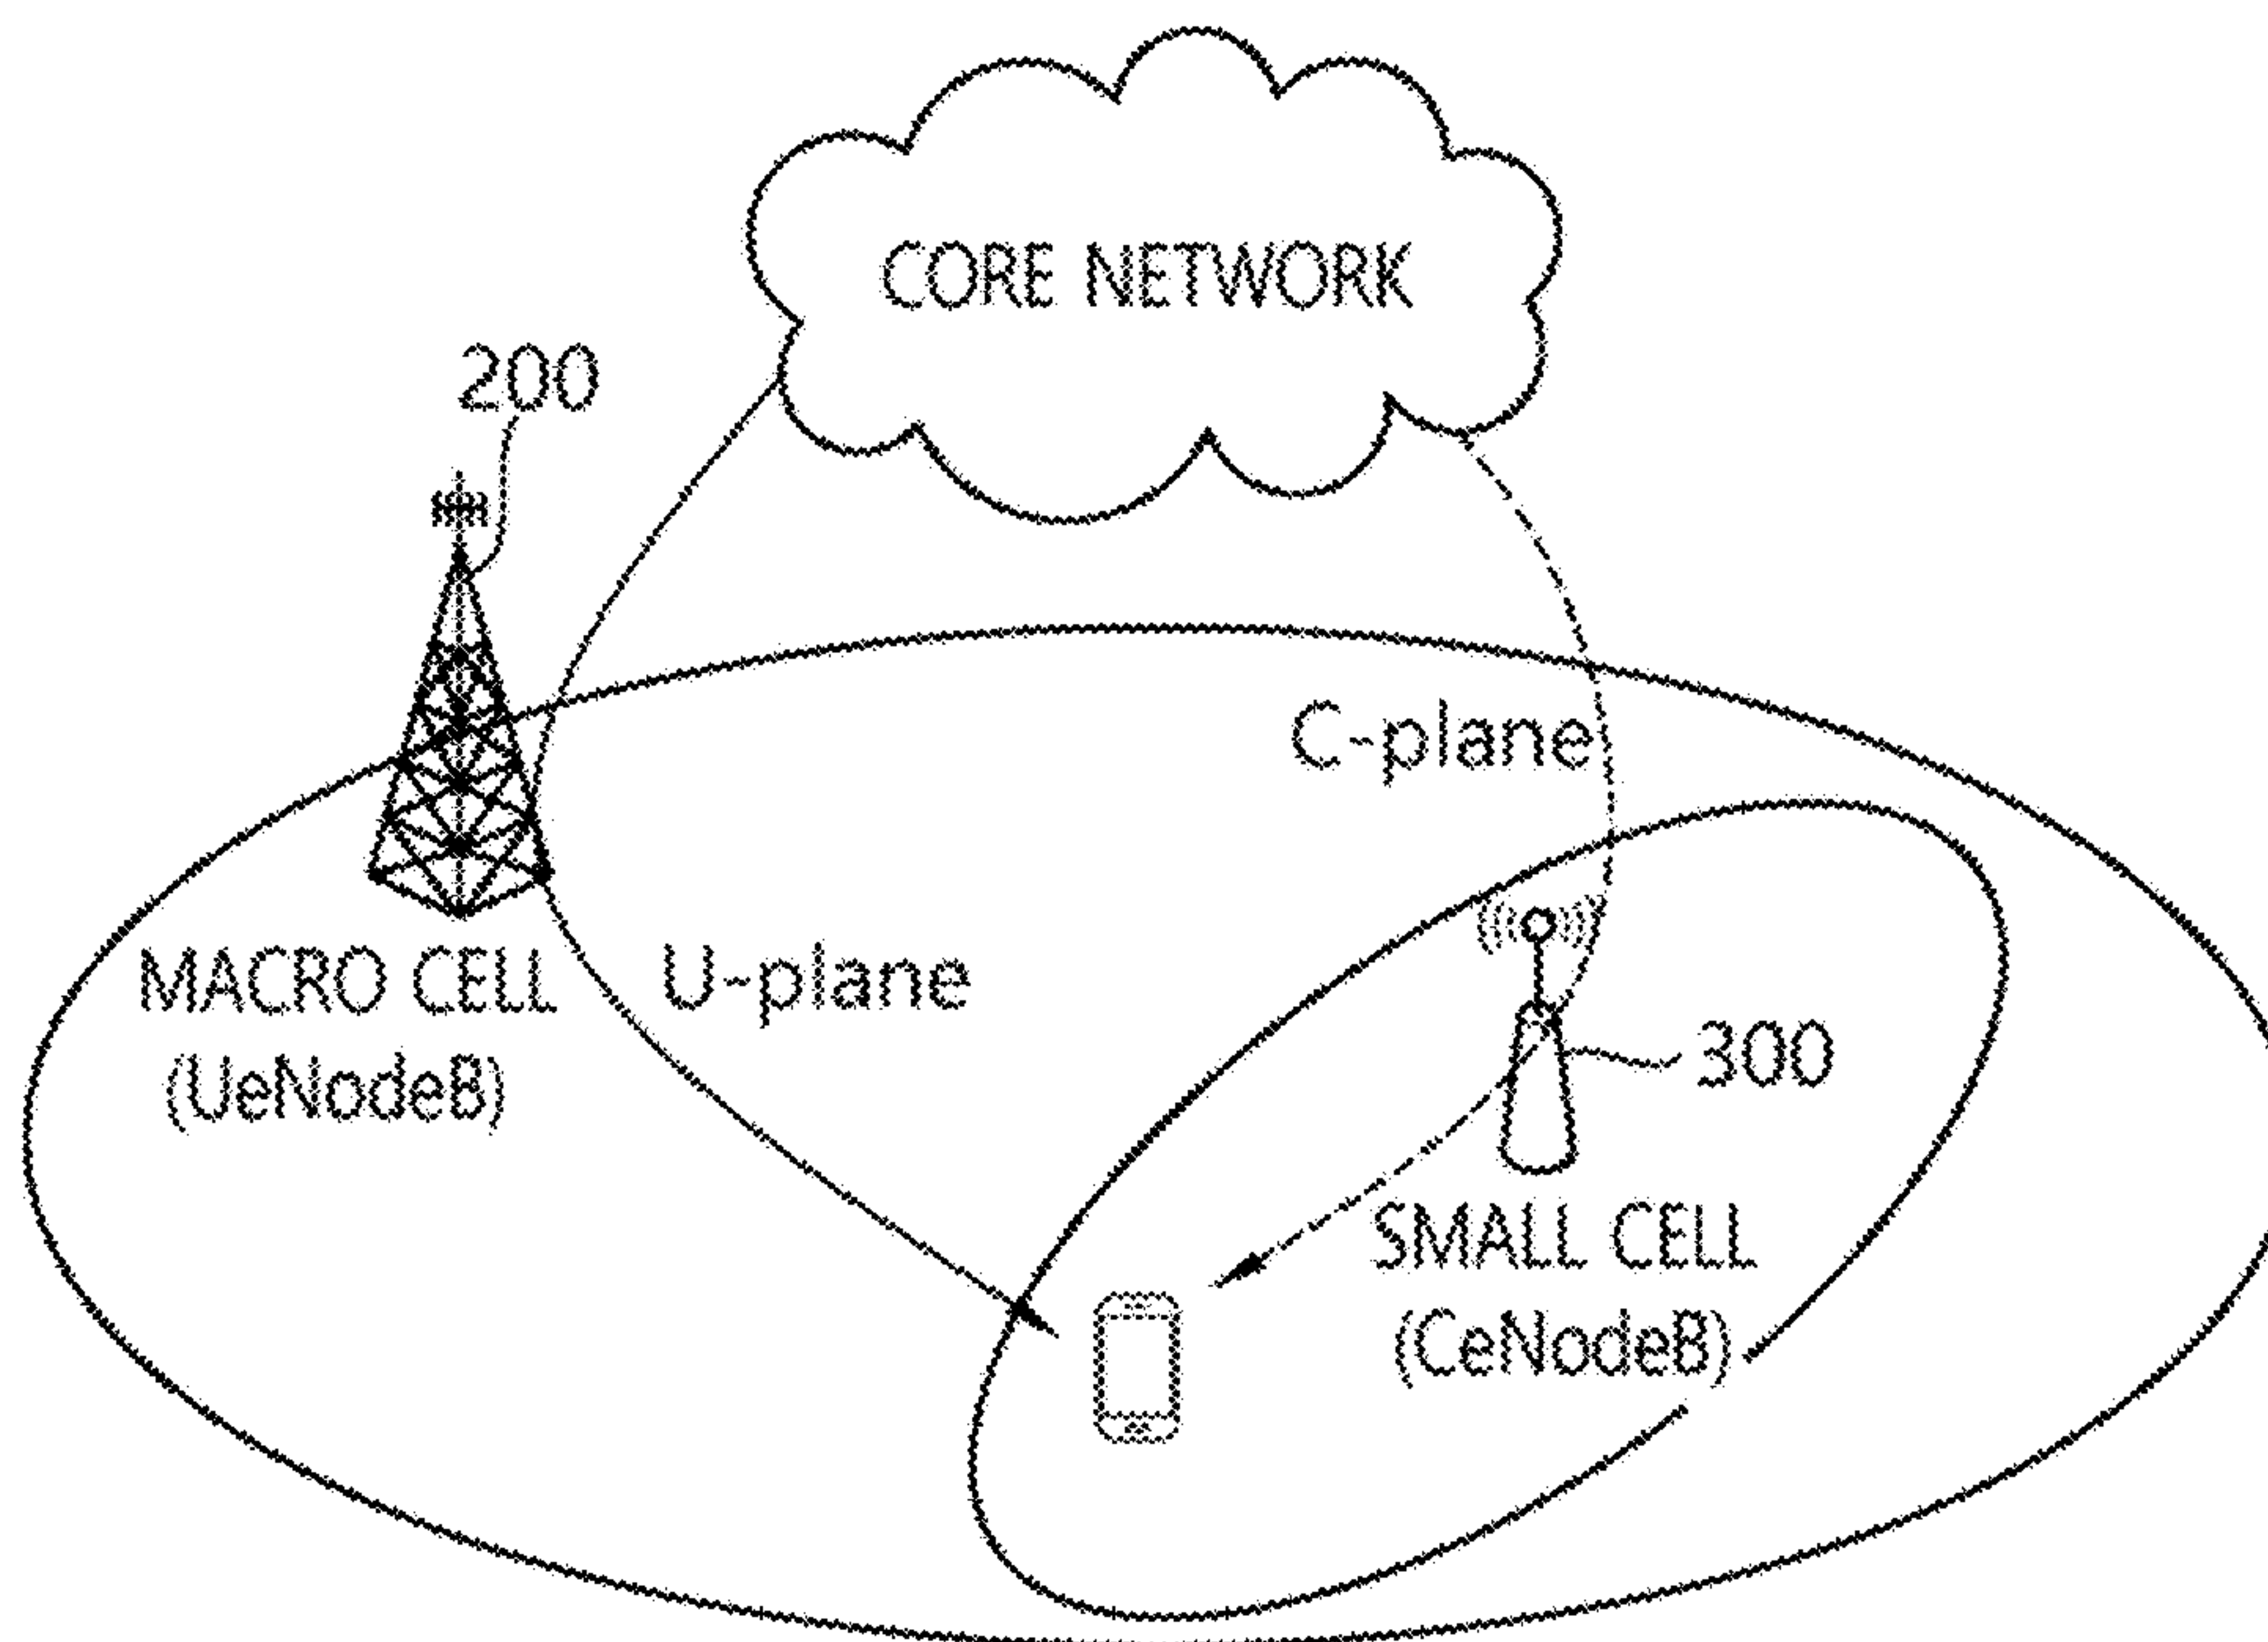 CORE NETWORK
200
C-plane
MACRO CELL
(UeNodeB)
U-plane
300
SMALL CELL
(CeNodeB)